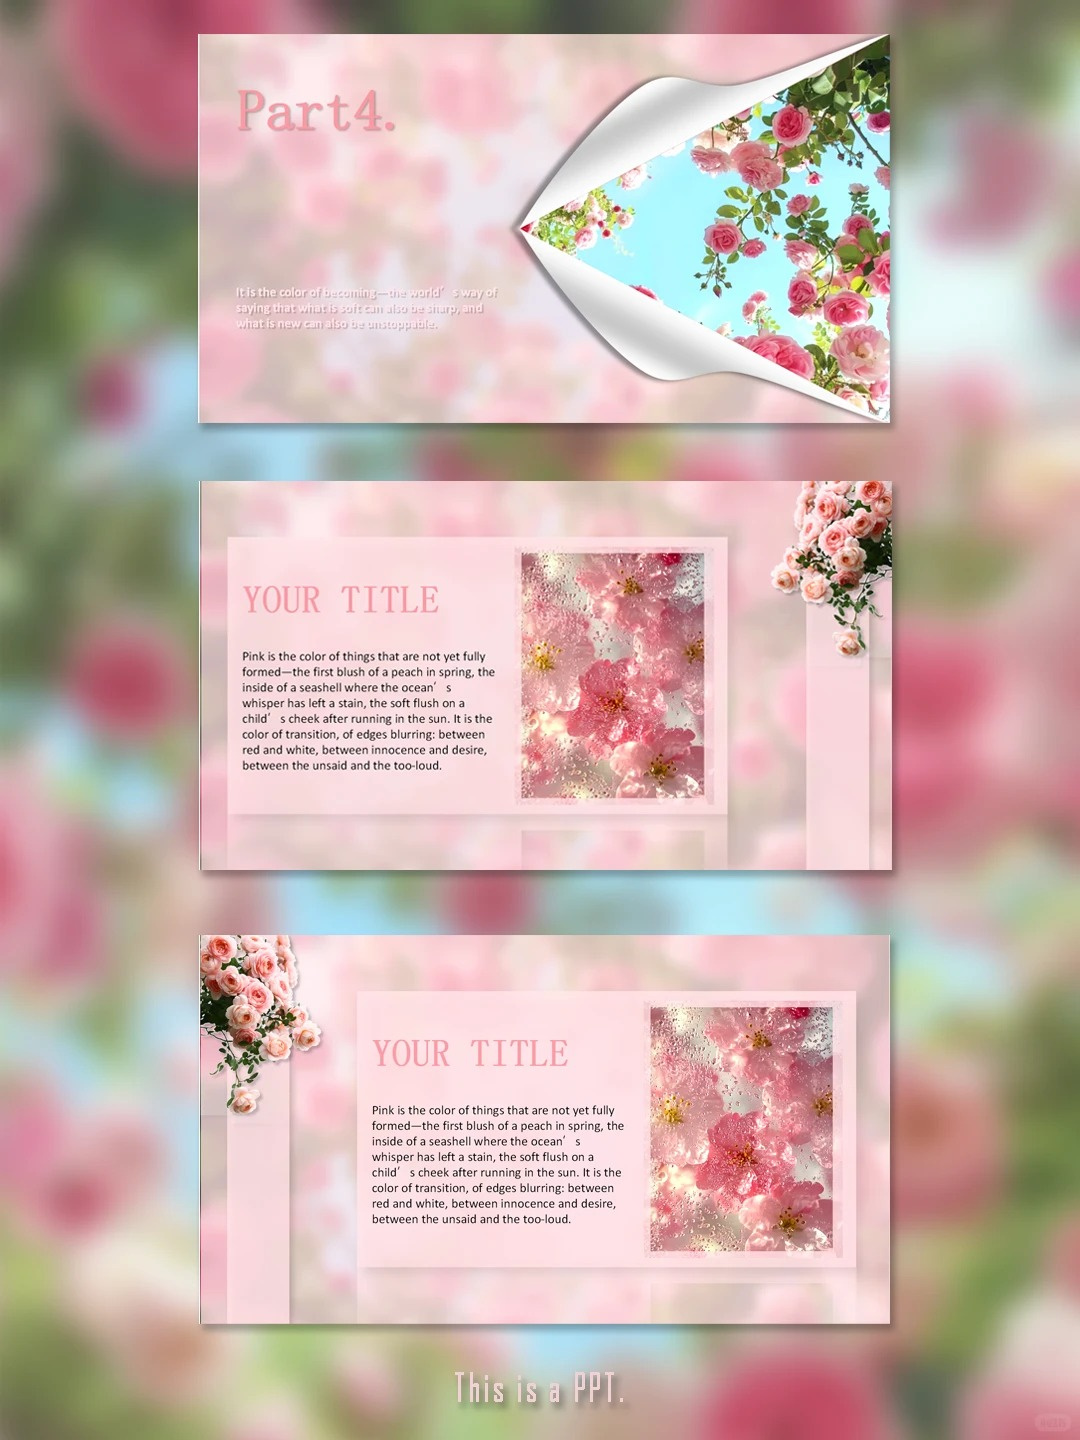 Part4.
It is the color of becoming—the world’ s way of
saying that what is soft can also be sharp, and
what is new can also be unstoppable.
YOUR TITLE
Pink is the color of things that are not yet fully
formed—the first blush of a peach in spring, the
inside of a seashell where the ocean’ s
whisper has left a stain, the soft flush on a
child’ s cheek after running in the sun. It is the
color of transition, of edges blurring: between
red and white, between innocence and desire,
between the unsaid and the too-loud.
YOUR TITLE
Pink is the color of things that are not yet fully
formed—the first blush of a peach in spring, the
inside of a seashell where the ocean’ s
whisper has left a stain, the soft flush on a
child’ s cheek after running in the sun. It is the
color of transition, of edges blurring: between
red and white, between innocence and desire,
between the unsaid and the too-loud.
This is a PPT.